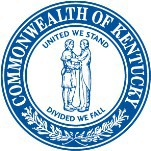 COMMONWEALTH OF KENTUCKY
UNITED WE STAND
DIVIDED WE FALL